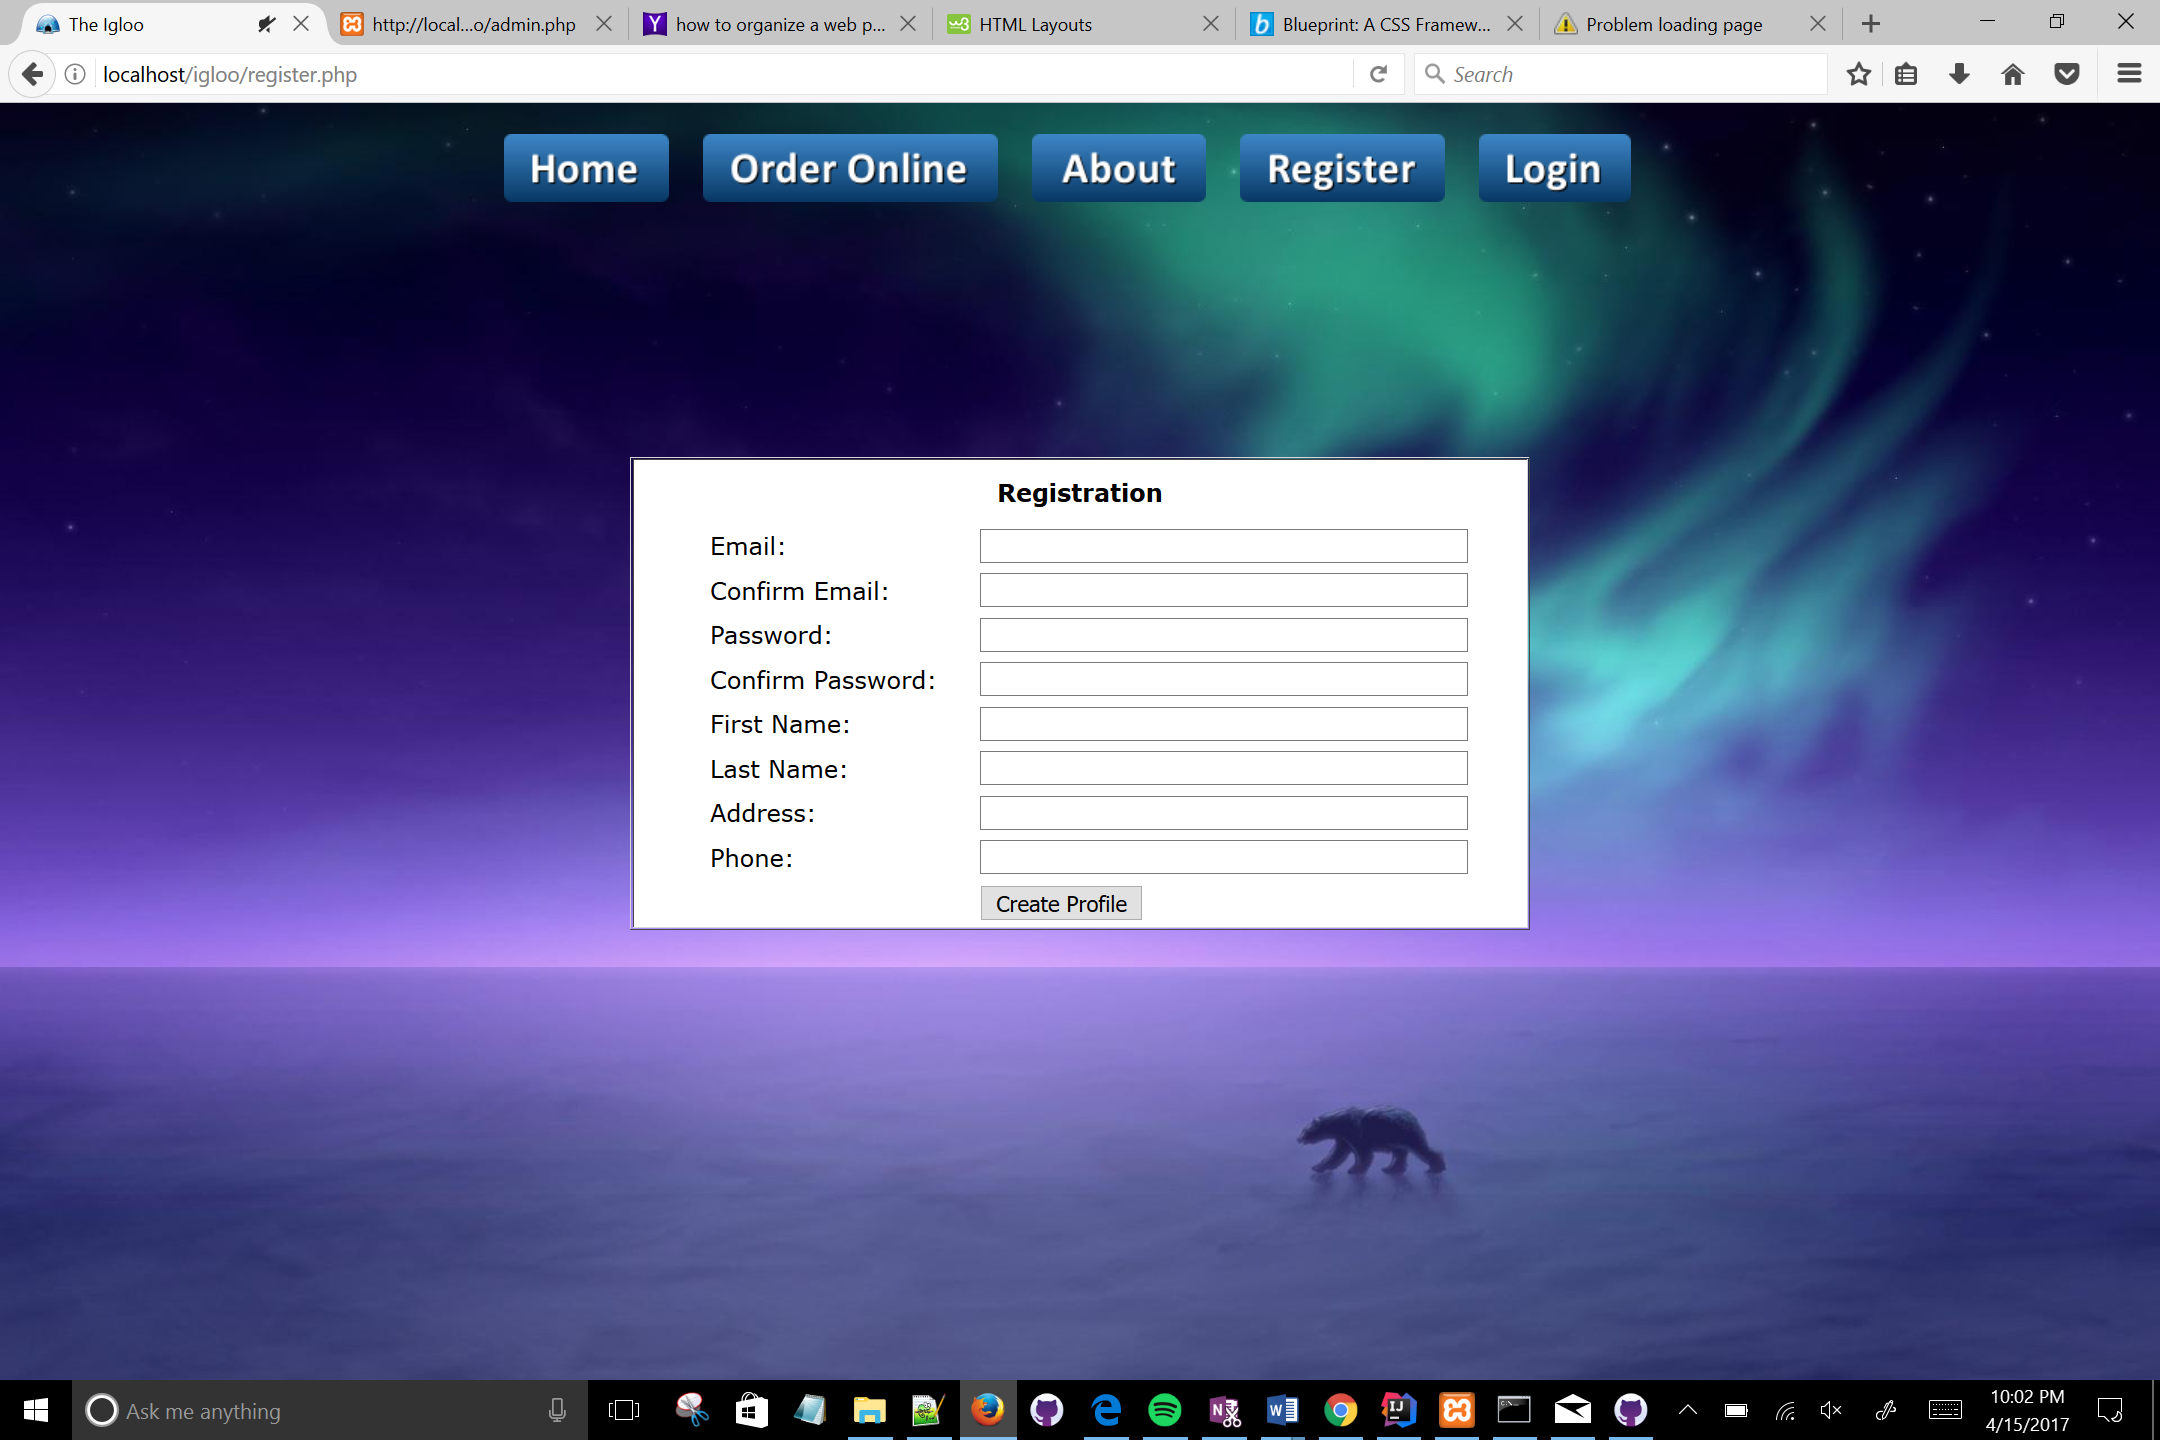 The Igloo
http://local...o/admin.php
how to organize a web p...
HTML Layouts
Blueprint: A CSS Framew...
Problem loading page
localhost/igloo/register.php
Search
Home
Order Online
About
Register
Login
Registration
Email:
Confirm Email:
Password:
Confirm Password:
First Name:
Last Name:
Address:
Phone:
Create Profile
Ask me anything
10:02 PM
4/15/2017